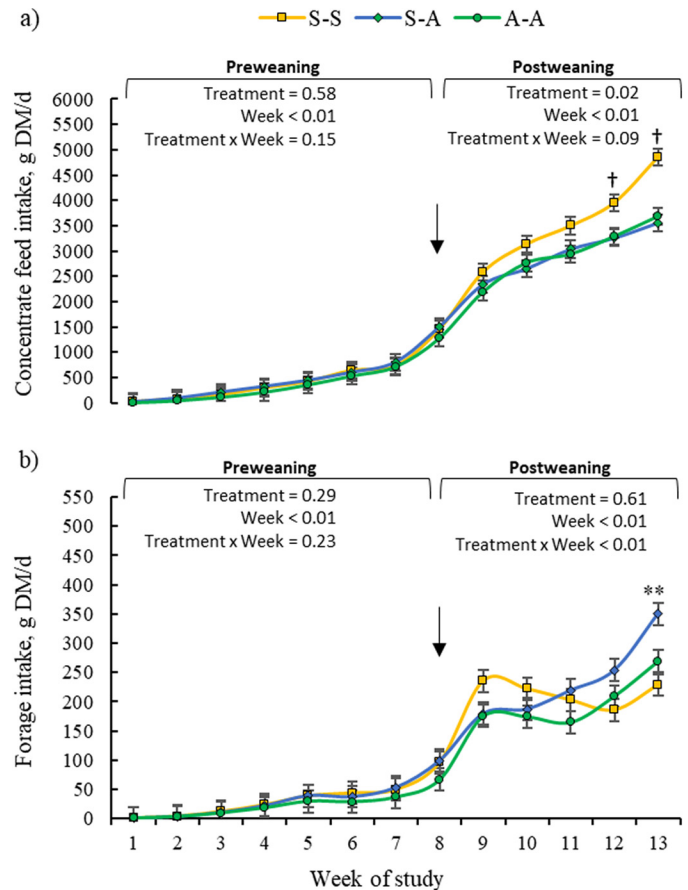 a)
S-S S-A A-A
Preweaning Postweaning
Treatment = 0.58 Treatment = 0.02
Week < 0.01 Week < 0.01
Treatment x Week = 0.15 Treatment x Week = 0.09
Concentrate feed intake, g DM/d
6000
5500
5000
4500
4000
3500
3000
2500
2000
1500
1000
500
0
† †
b)
Preweaning Postweaning
Treatment = 0.29 Treatment = 0.61
Week < 0.01 Week < 0.01
Treatment x Week = 0.23 Treatment x Week < 0.01
Forage intake, g DM/d
550
500
450
400
350
300
250
200
150
100
50
0
**
1 2 3 4 5 6 7 8 9 10 11 12 13
Week of study